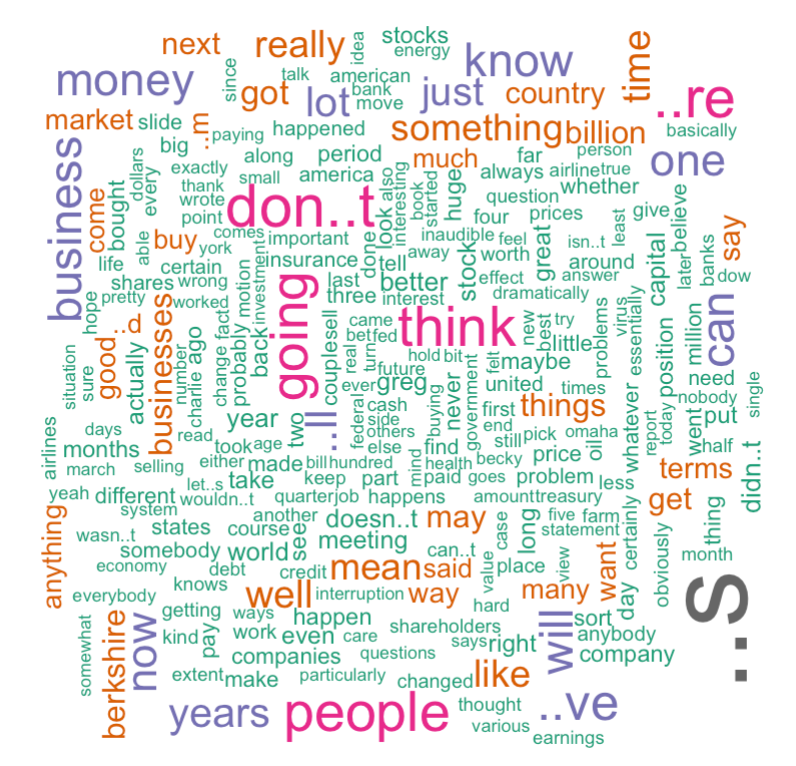 next really idea stocks energy know time
money since talk american bank move
got lot just country ..re
market slide ..m paying happened something billion basically
business big exactly along period much far person one
come bought dollars every thank wrote point small america don..t
look also interesting book started huge always airline true whether
question four prices give believe
life able buy york comes important inaudible feel isn..t least say
insurance done tell away worth great around capital later banks
shares wrong certain motion investment last better stock effect answer dow
hope pretty worked going three interest dramatically
..d good actually businesses ago charlie number change fact probably back
couple sell came bet fed think new best try little problems virus essentially
position million can
situation sure real turn future hold bit felt maybe need nobody
ever greg united times
year federal cash buying never first things whatever today report went put single
days read took age two ..ll side others else find government end still pick omaha oil
airlines months march selling either made bill hundred mind health becky price half didn..t
yeah different let..s take keep part paid goes problem less terms
system wouldn..t quarter job happens amount treasury get
anything wasn..t states course another doesn..t may long case five farm statement certainly thing
somebody world see meeting can..t
economy knows debt credit mean said value place view want day obviously month
everybody well interruption way hard many ..s
somewhat berkshire now getting ways happen shareholders will sort
kind pay work even care says right anybody
companies questions company
extent make particularly changed like
years people thought ..ve
various earnings